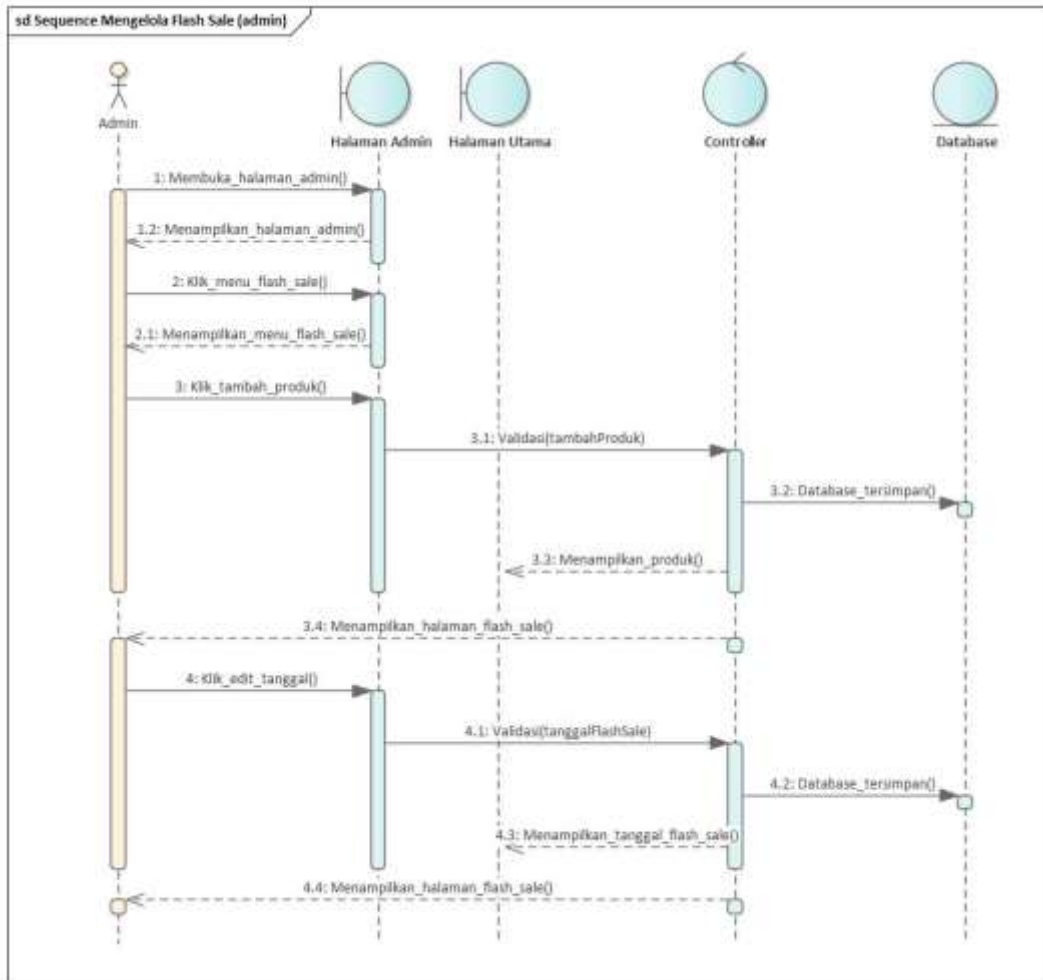 sd Sequence Mengelola Flash Sale (admin)
Admin
Halaman Admin
Halaman Utama
Controller
Database
1: Membuka_halaman_admin()
1.2: Menampilkan_halaman_admin()
2: Klik_menu_flash_sale()
2.1: Menampilkan_menu_flash_sale()
3: Klik_tambah_produk()
3.1: Validasi(tambahProduk)
3.2: Database_tersimpan()
3.3: Menampilkan_produk()
3.4: Menampilkan_halaman_flash_sale()
4: Klik_edit_tanggal()
4.1: Validasi(tanggalFlashSale)
4.2: Database_tersimpan()
4.3: Menampilkan_tanggal_flash_sale()
4.4: Menampilkan_halaman_flash_sale()